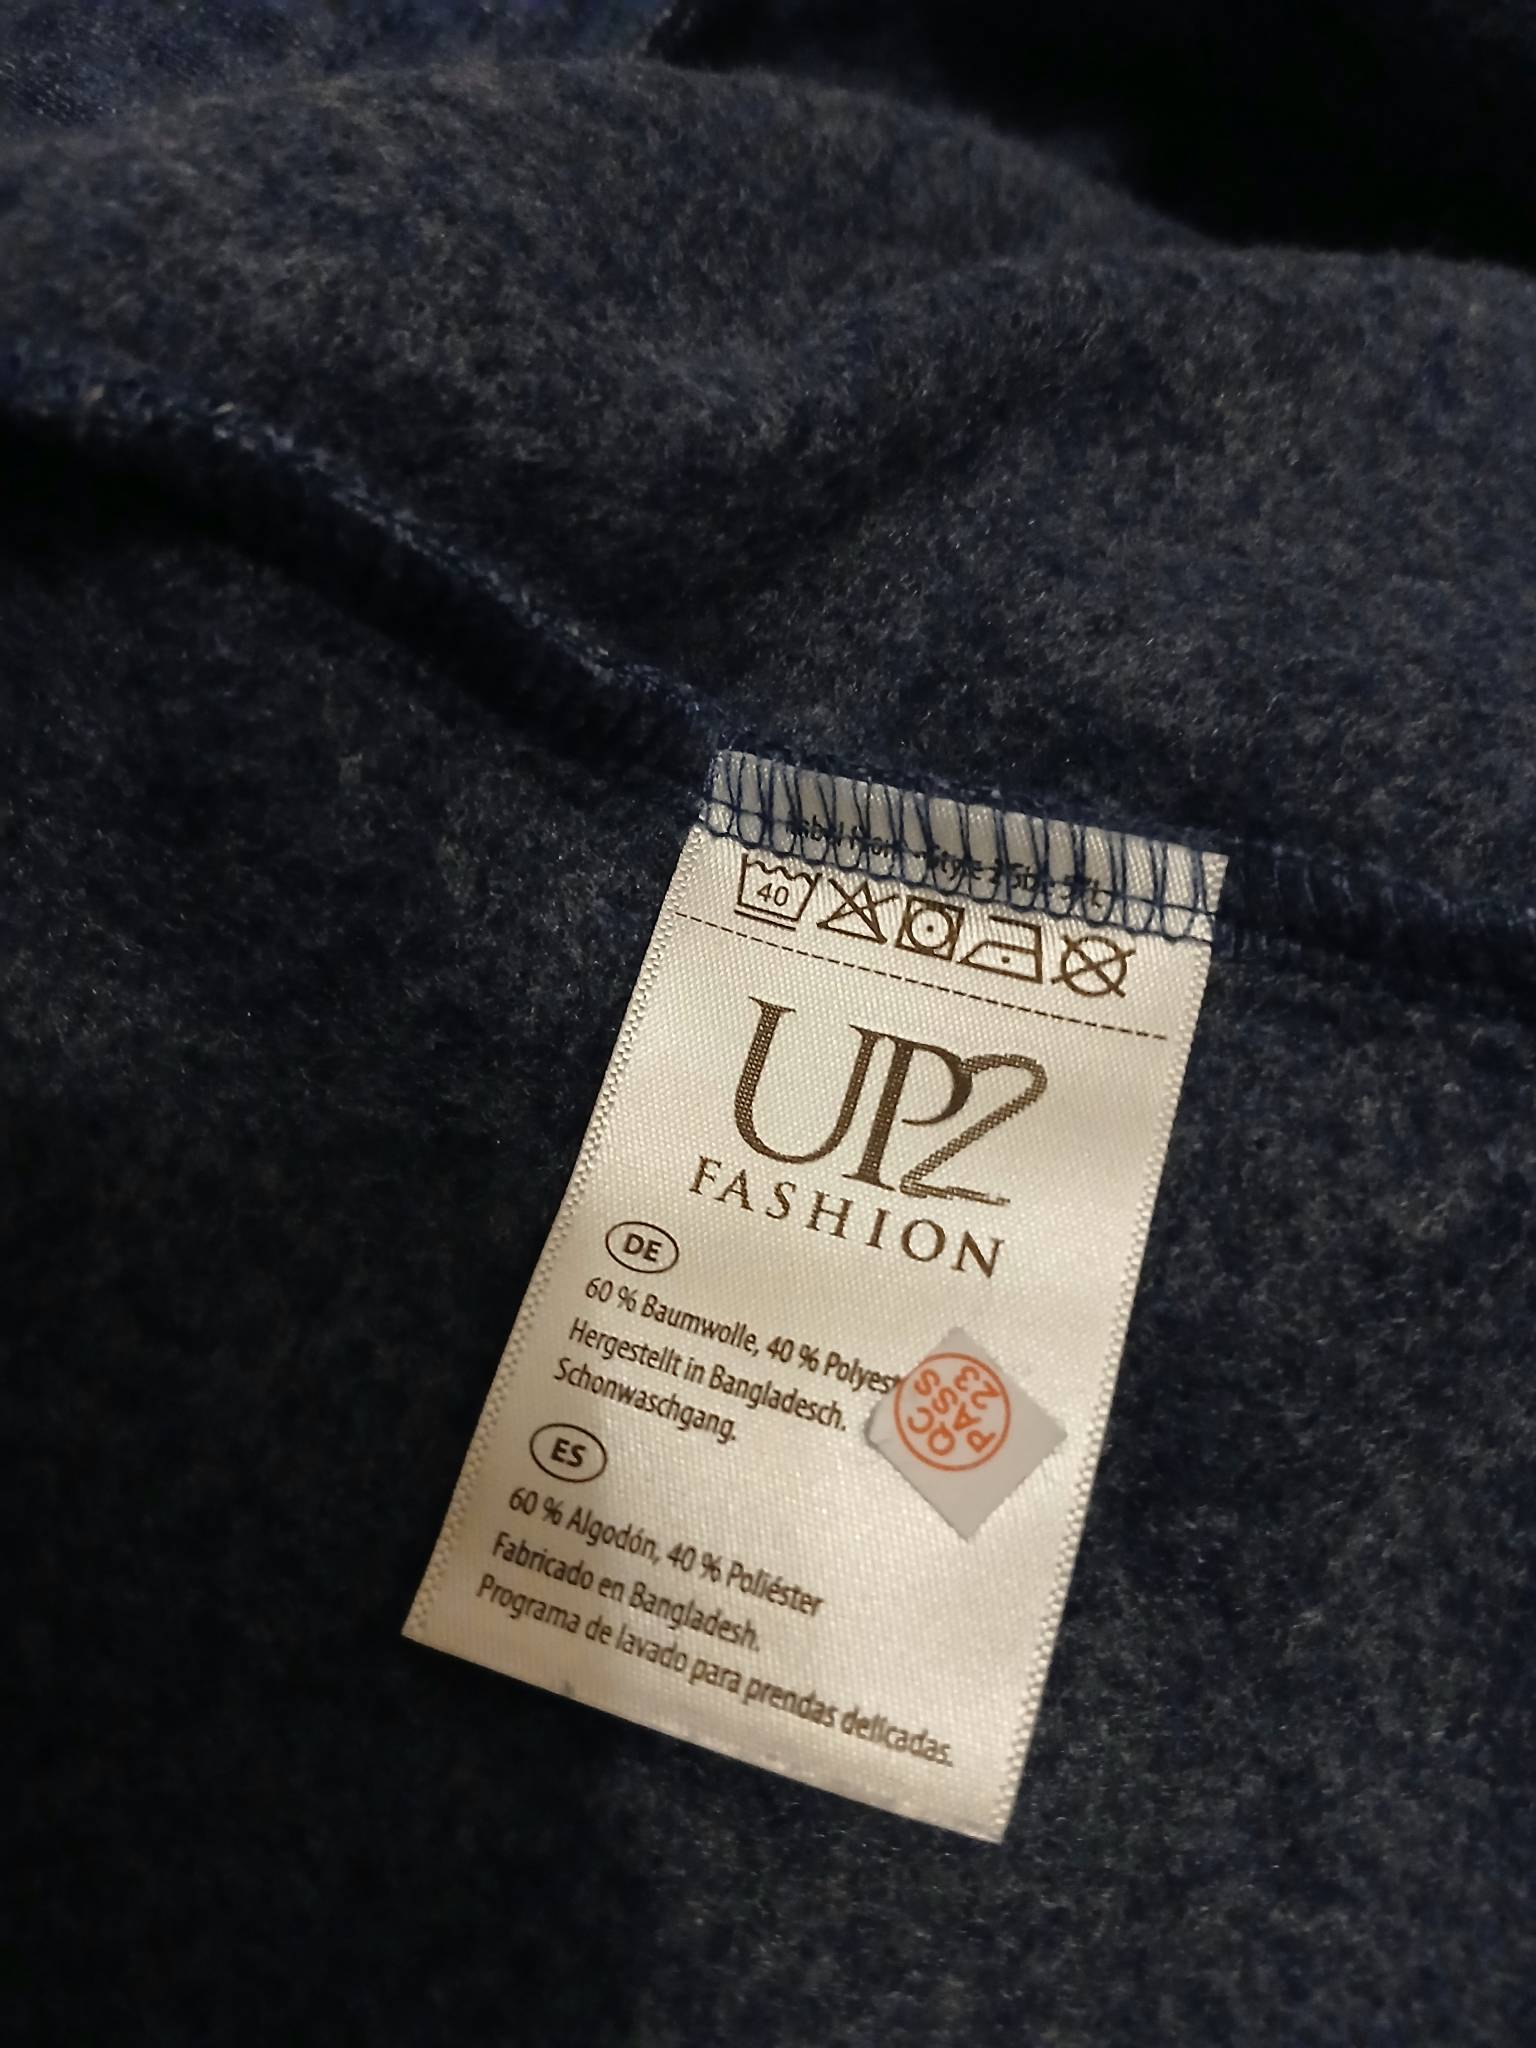 40
UP2
FASHION
DE
60 % Baumwolle, 40 % Polyest
Hergestellt in Bangladesch.
Schonwaschgang.
QC
PASS
23
ES
60 % Algodón, 40 % Poliéster
Fabricado en Bangladesh.
Programa de lavado para prendas delicadas.